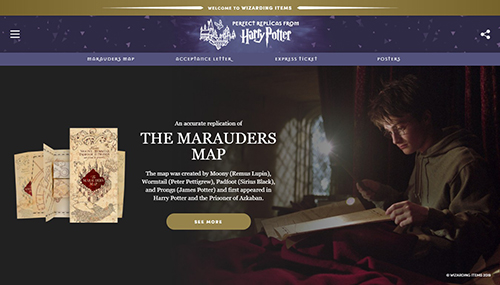 WELCOME TO WIZARDING ITEMS
PERFECT REPLICAS FROM
Harry Potter
MARAUDERS MAP
ACCEPTANCE LETTER
EXPRESS TICKET
POSTERS
An accurate replication of
THE MARAUDERS
MAP
The map was created by Moony (Remus Lupin),
Wormtail (Peter Pettigrew), Padfoot (Sirius Black),
and Prongs (James Potter) and first appeared in
Harry Potter and the Prisoner of Azkaban.
SEE MORE
© WIZARDING ITEMS 2018